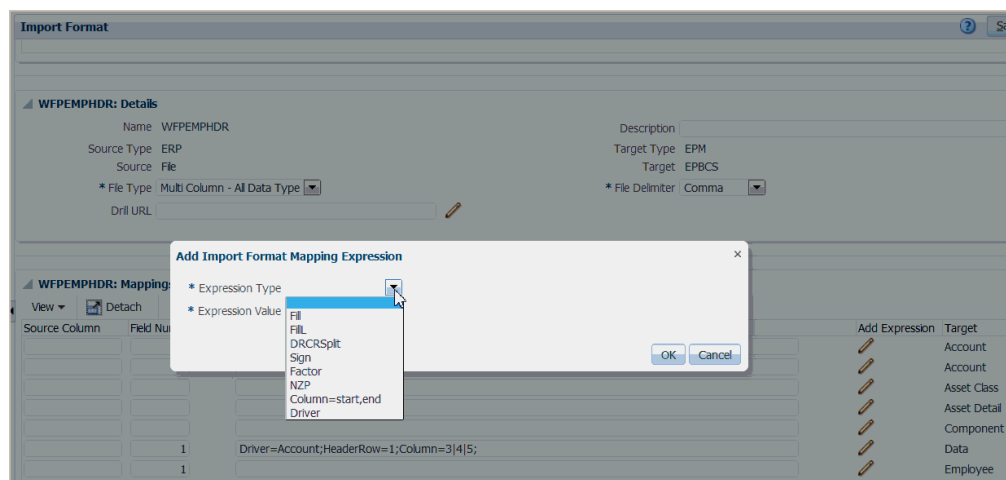 Import Format
WFPEMPHDR: Details
Name WFPEMPHDR
Description
Source Type ERP
Target Type EPM
Source File
Target EPBCS
* File Type Multi Column - All Data Type
* File Delimiter Comma
Drill URL
Add Import Format Mapping Expression ×
* Expression Type
* Expression Value
Fill
FillL
DRCRSplit
Sign
Factor
NZP
Column=start,end
Driver
OK Cancel
WFPEMPHDR: Mapping
View Detach
Source Column Field Nu Add Expression Target
Account
Account
Asset Class
Asset Detail
Component
1 Driver=Account;HeaderRow=1;Column=3|4|5; Data
1 Employee